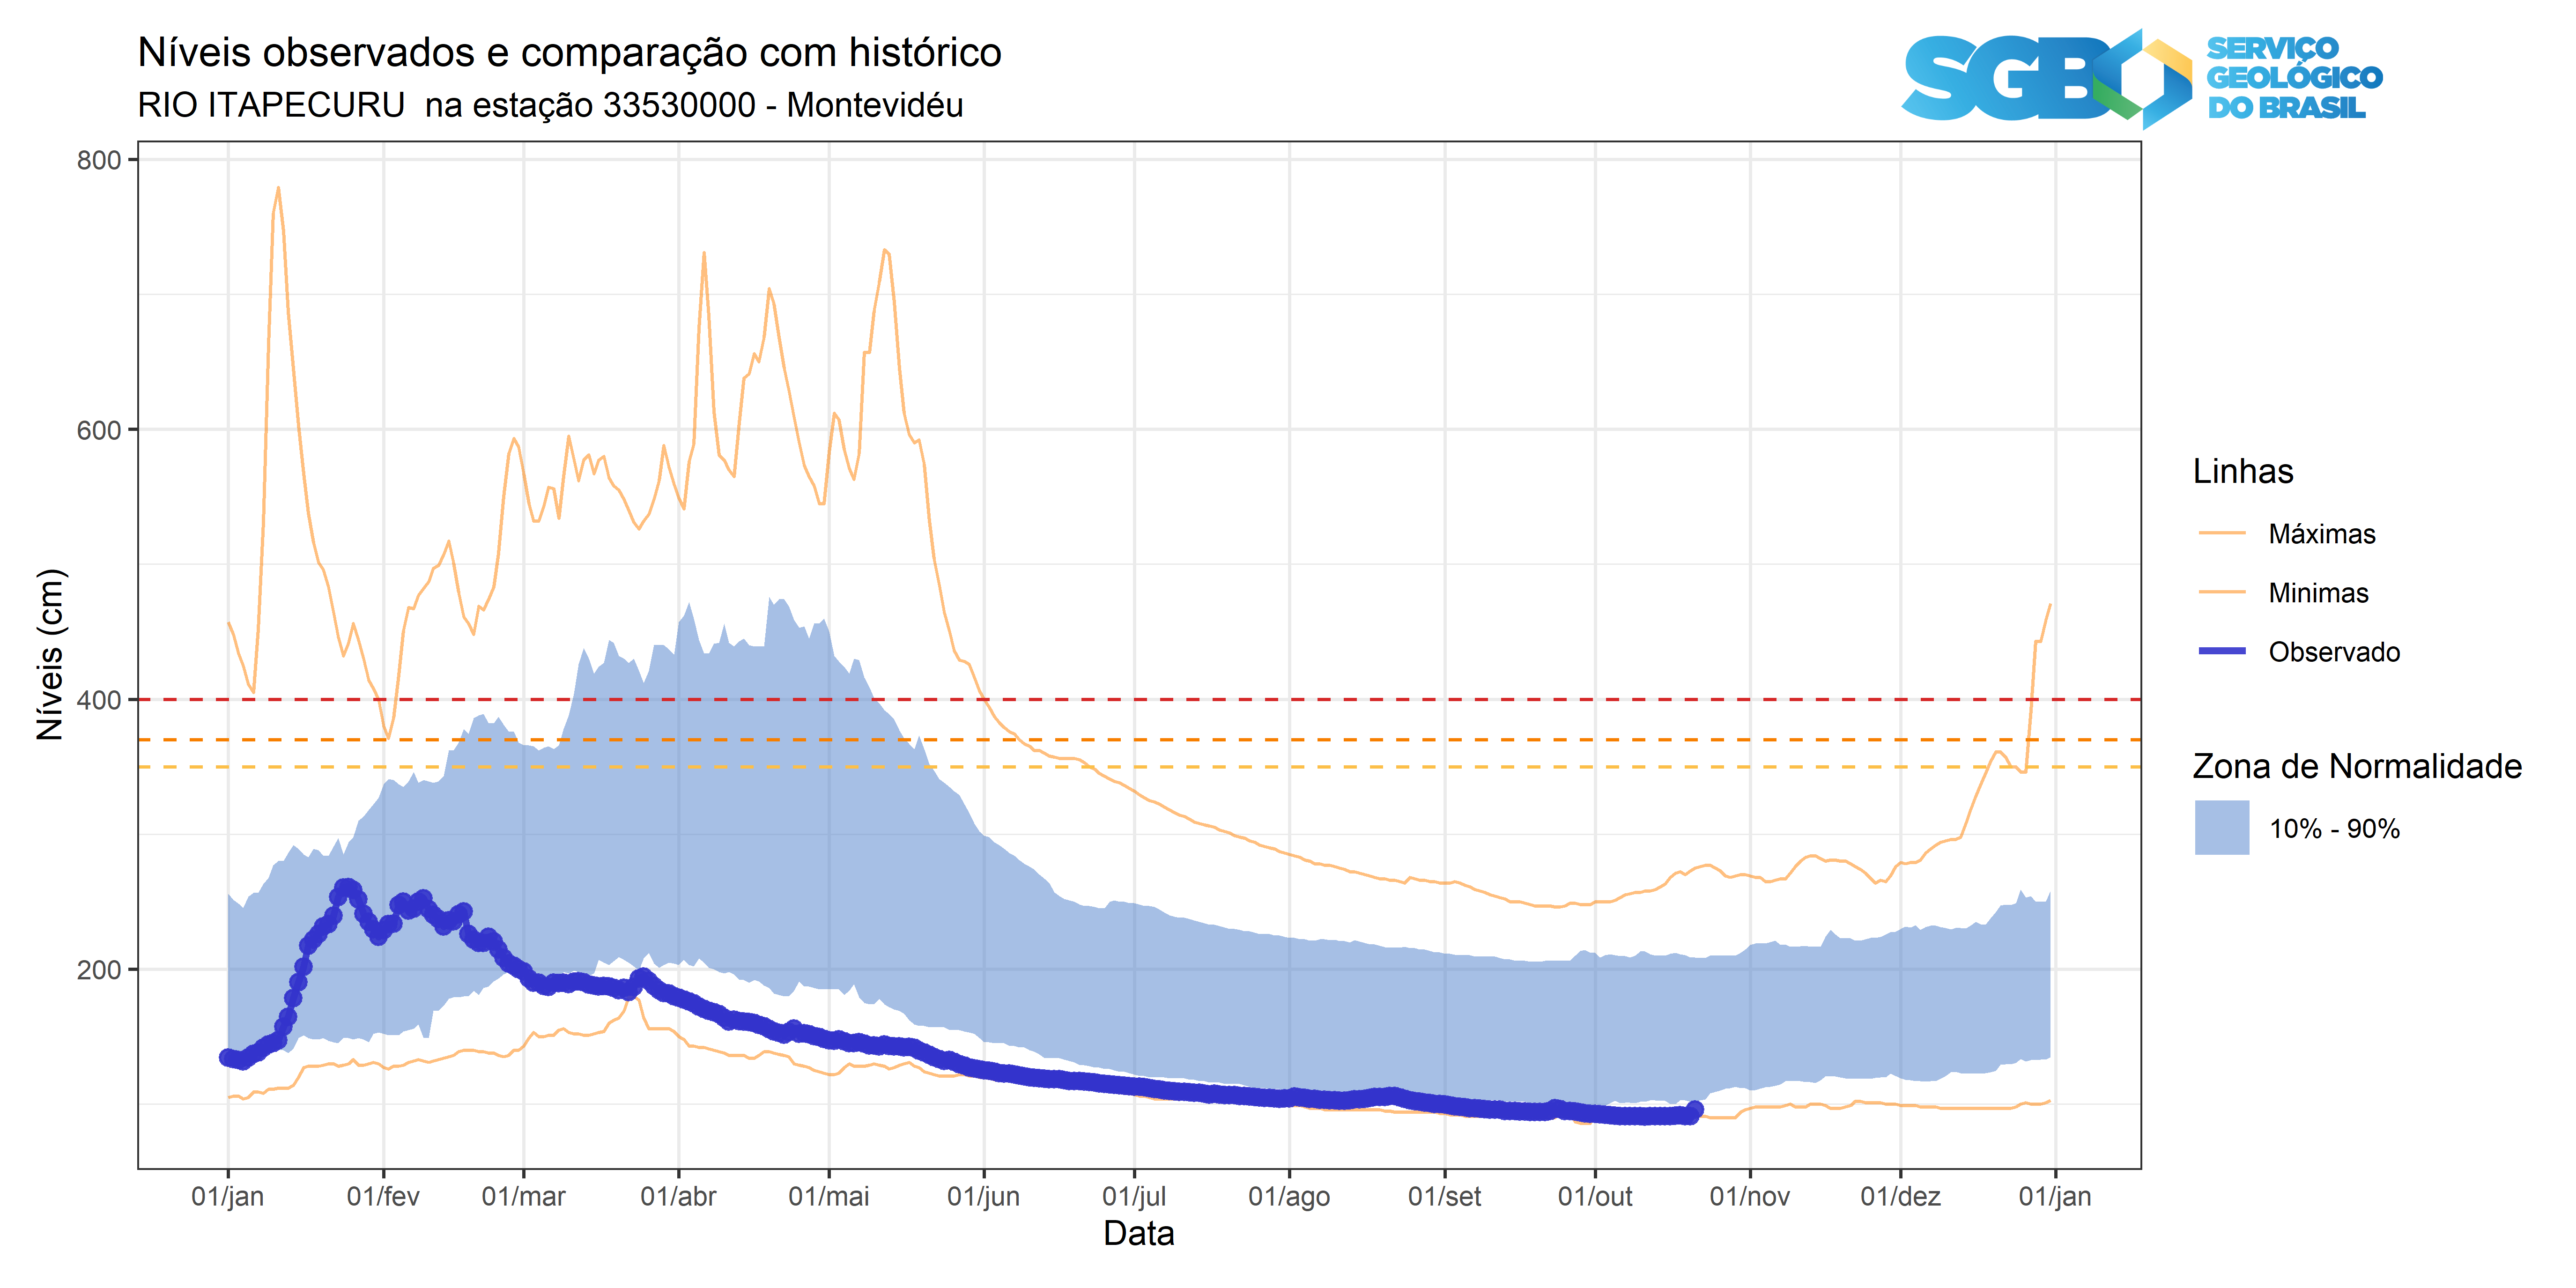 Níveis observados e comparação com histórico
RIO ITAPECURU  na estação 33530000 - Montevidéu
SGB
SERVIÇO
GEOLÓGICO
DO BRASIL
800
600
400
200
Níveis (cm)
01/jan
01/fev
01/mar
01/abr
01/mai
01/jun
01/jul
01/ago
01/set
01/out
01/nov
01/dez
01/jan
Data
Linhas
Máximas
Minimas
Observado
Zona de Normalidade
10% - 90%